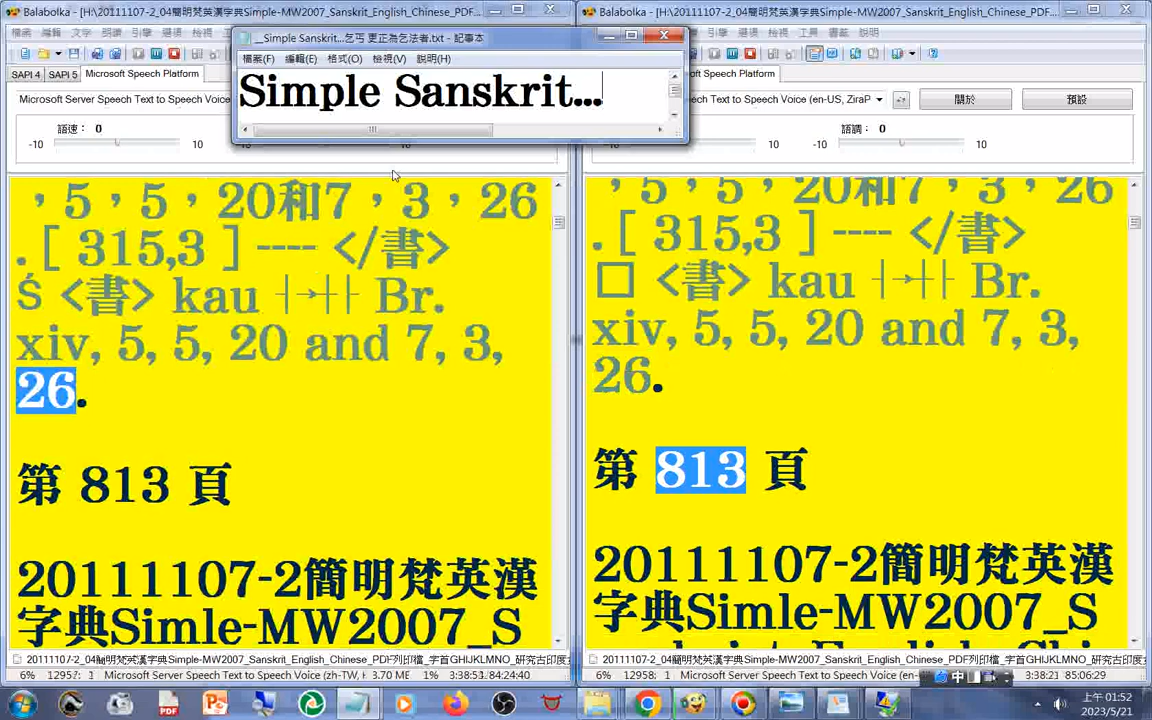 Balabolka - [H:\20111107-2_04簡明梵英漢字典Simple-MW2007_Sanskrit_English_Chinese_PDF...
Balabolka - [H:\20111107-2_04簡明梵英漢字典Simple-MW2007_Sanskrit_English_Chinese_PDF...
__Simple Sanskrit...乞丐 更正為乞法者.txt - 記事本
檔案(F) 編輯(E) 格式(O) 檢視(V) 說明(H)
Simple Sanskrit...
SAPI 4 SAPI 5 Microsoft Speech Platform
ft Speech Platform
Microsoft Server Speech Text to Speech Voice
ech Text to Speech Voice (en-US, ZiraP
關於
預設
語速： 0
-10
10
10
語調： 0
-10
10
，5，5，20和7，3，26
.[ 315,3 ] ---- </書>
Ś <書> kau ┤→┼├ Br.
xiv, 5, 5, 20 and 7, 3,
26.
第 813 頁
20111107-2簡明梵英漢
字典Simle-MW2007_S
，5，5，20和7，3，26
.[ 315,3 ] ---- </書>
□ <書> kau ┤→┼├ Br.
xiv, 5, 5, 20 and 7, 3,
26.
第 813 頁
20111107-2簡明梵英漢
字典Simle-MW2007_S
20111107-2_04簡明梵英漢字典Simple-MW2007_Sanskrit_English_Chinese_PDF列印檔_字首GHIJKLMNO_研究古印度
20111107-2_04簡明梵英漢字典Simple-MW2007_Sanskrit_English_Chinese_PDF列印檔_字首GHIJKLMNO_研究古印度
6% 12957: 1 Microsoft Server Speech Text to Speech Voice (zh-TW, H 3.70 ME 1% 3:38:53, 84:24:40
6% 12958: 1 Microsoft Server Speech Text to Speech Voice 3:38:21 85:06:29
中
上午 01:52
2023/5/21